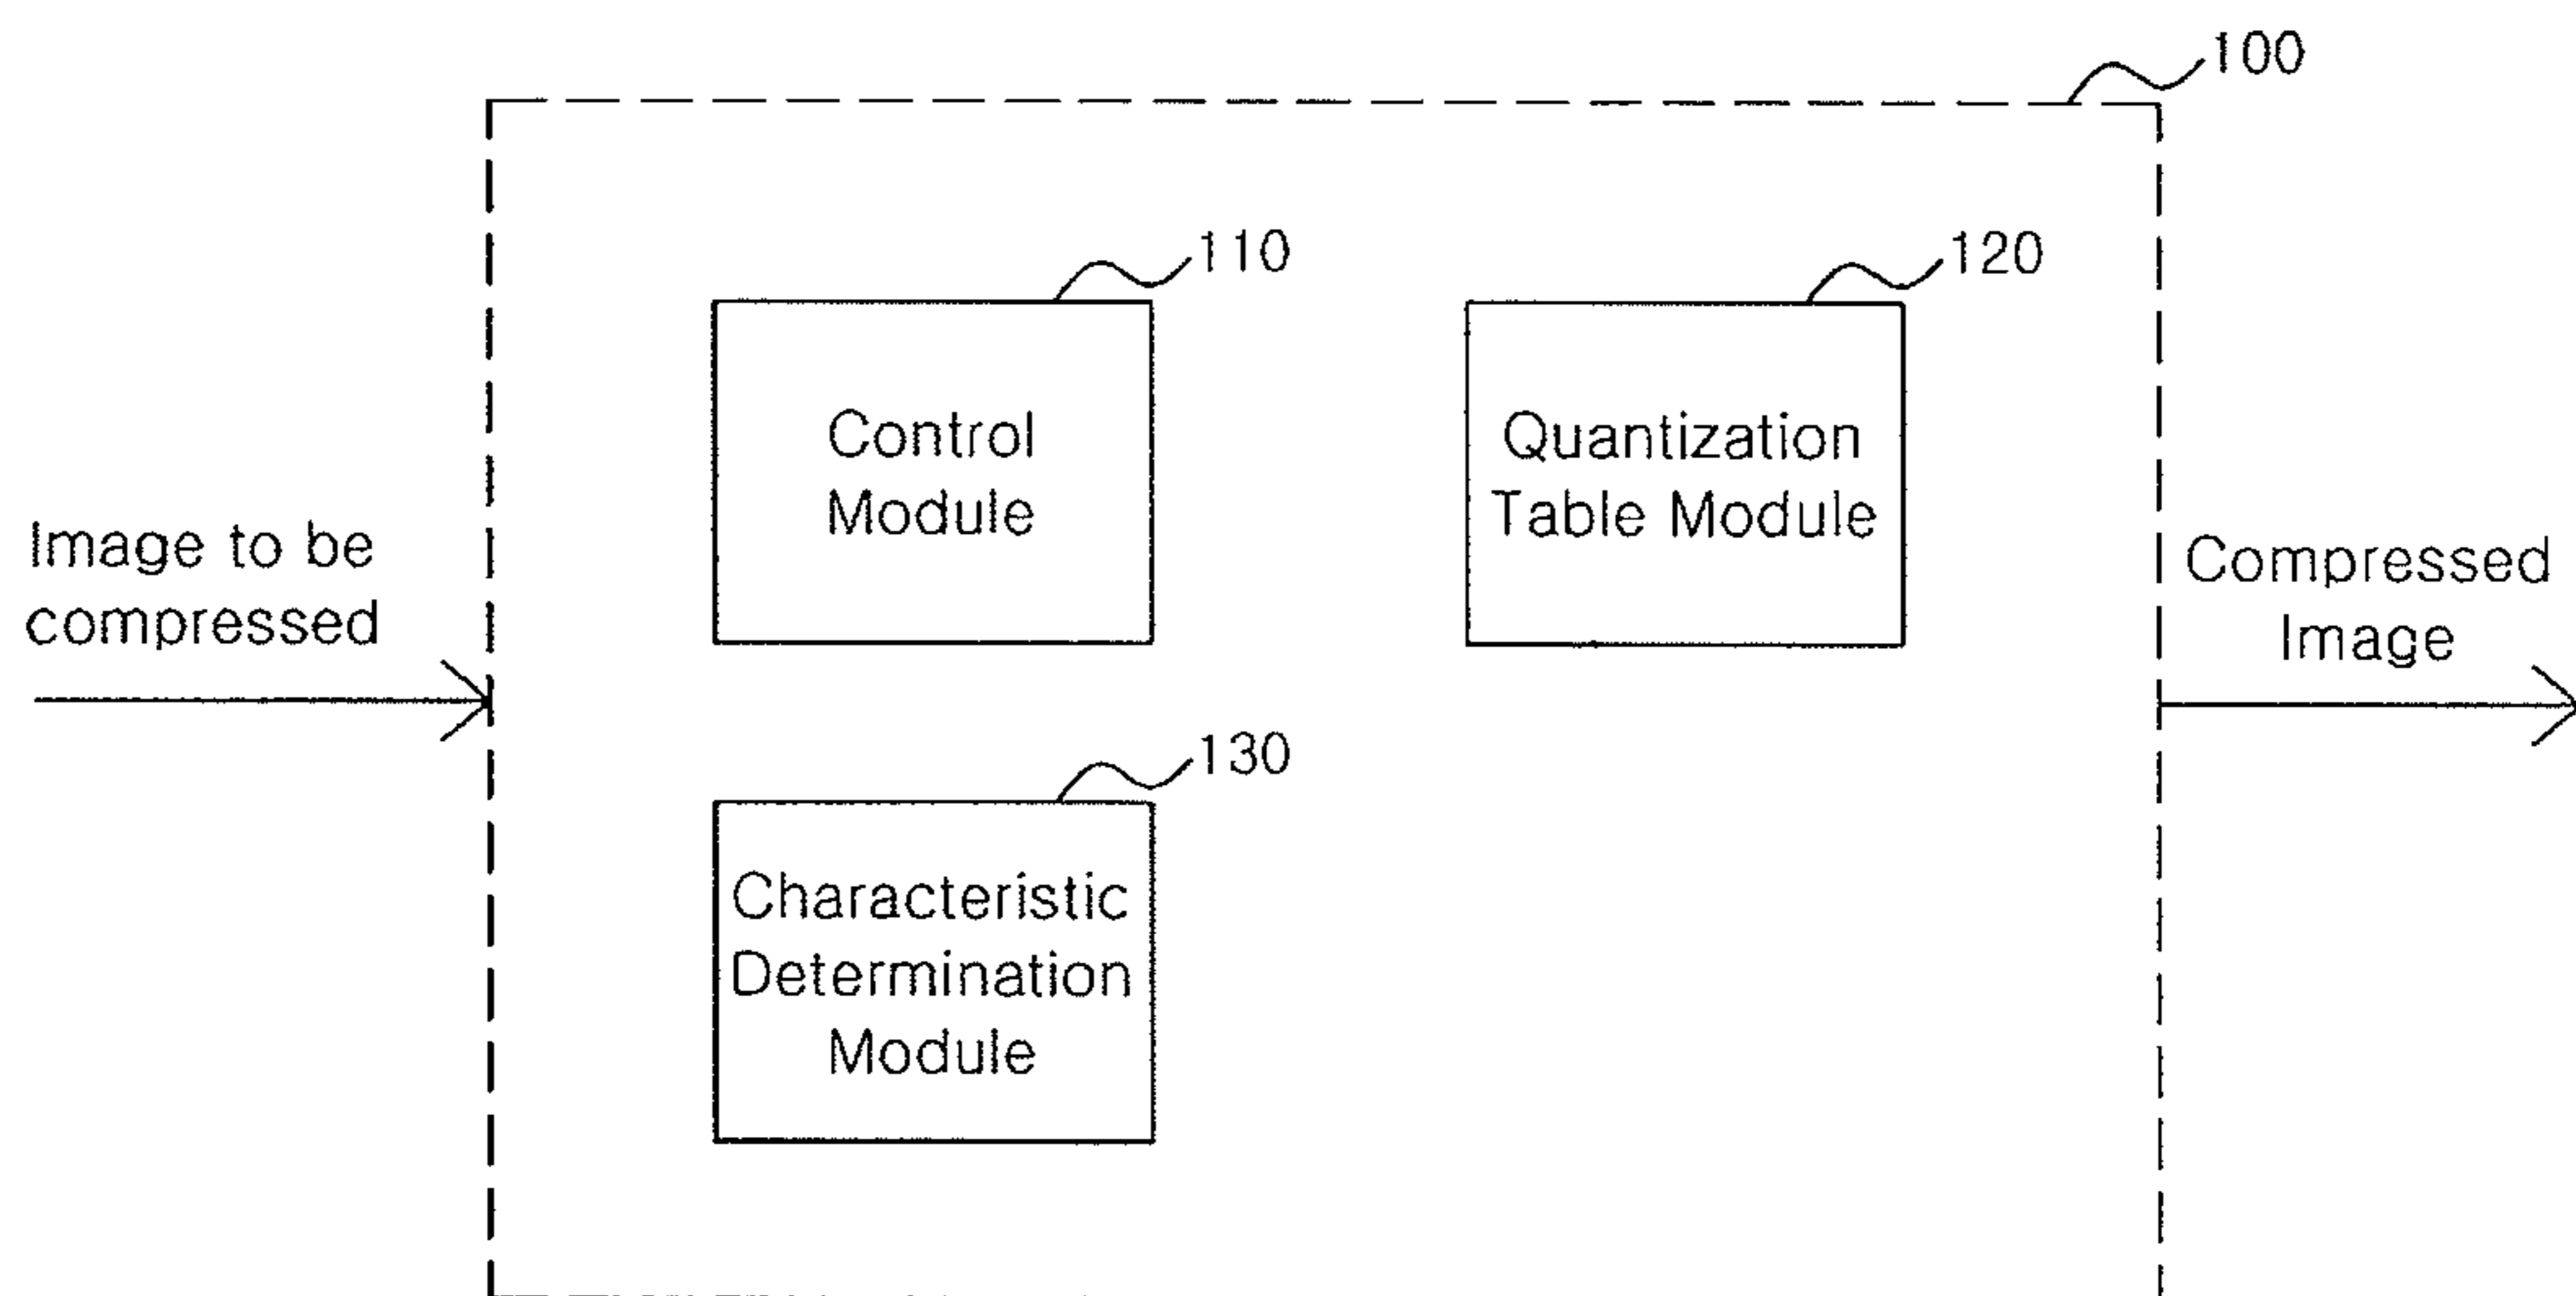 100
110
120
Control
Module
Quantization
Table Module
Image to be
compressed
Compressed
Image
130
Characteristic
Determination
Module